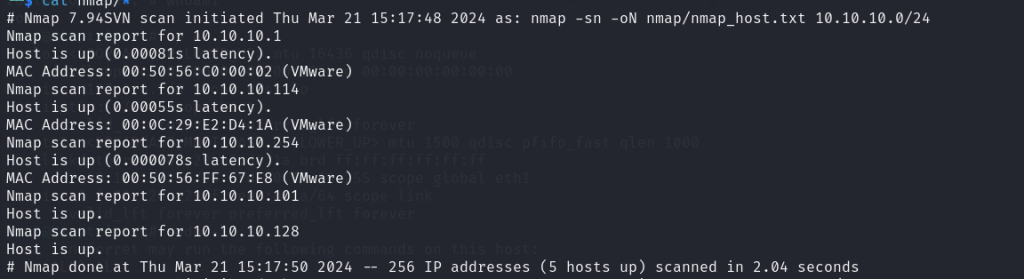 cat nmap/*
# Nmap 7.94SVN scan initiated Thu Mar 21 15:17:48 2024 as: nmap -sn -oN nmap/nmap_host.txt 10.10.10.0/24
Nmap scan report for 10.10.10.1
Host is up (0.00081s latency).
MAC Address: 00:50:56:C0:00:02 (VMware)
Nmap scan report for 10.10.10.114
Host is up (0.00055s latency).
MAC Address: 00:0C:29:E2:D4:1A (VMware)
Nmap scan report for 10.10.10.254
Host is up (0.000078s latency).
MAC Address: 00:50:56:FF:67:E8 (VMware)
Nmap scan report for 10.10.10.101
Host is up.
Nmap scan report for 10.10.10.128
Host is up.
# Nmap done at Thu Mar 21 15:17:50 2024 -- 256 IP addresses (5 hosts up) scanned in 2.04 seconds